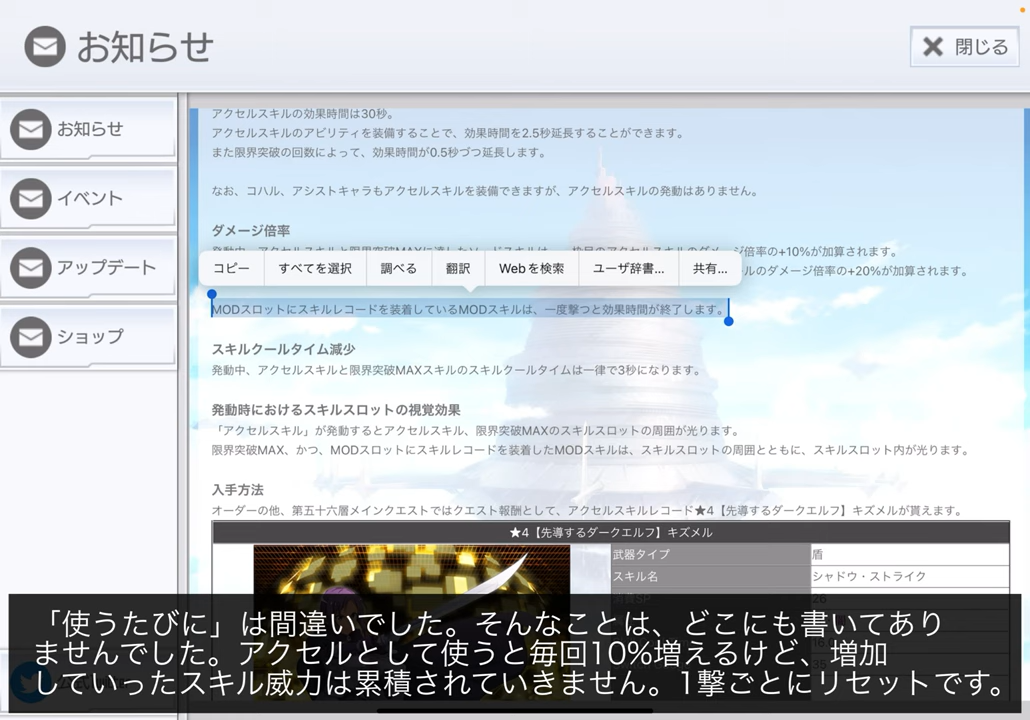 お知らせ
閉じる
お知らせ
イベント
アップデート
ショップ
アクセルスキルの効果時間は30秒。
アクセルスキルのアビリティを装備することで、効果時間を2.5秒延長することができます。
また限界突破の回数によって、効果時間が0.5秒づつ延長します。
なお、コハル、アシストキャラもアクセルスキルを装備できますが、アクセルスキルの発動はありません。
ダメージ倍率
倍率の+10%が加算されます。
コピー すべてを選択 調べる 翻訳 Webを検索 ユーザ辞書... 共有...
ルのダメージ倍率の+20%が加算されます。
MODスロットにスキルレコードを装着しているMODスキルは、一度撃つと効果時間が終了します。
スキルクールタイム減少
発動中、アクセルスキルと限界突破MAXスキルのスキルクールタイムは一律で3秒になります。
発動時におけるスキルスロットの視覚効果
「アクセルスキル」が発動するとアクセルスキル、限界突破MAXのスキルスロットの周囲が光ります。
限界突破MAX、かつ、MODスロットにスキルレコードを装着したMODスキルは、スキルスロットの周囲とともに、スキルスロット内が光ります。
入手方法
オーダーの他、第五十六層メインクエストではクエスト報酬として、アクセルスキルレコード★4【先導するダークエルフ】キズメルが貰えます。
★4【先導するダークエルフ】キズメル
武器タイプ 盾
スキル名 シャドウ・ストライク
「使うたびに」は間違いでした。そんなことは、どこにも書いてあり
ませんでした。アクセルとして使うと毎回10%増えるけど、増加
していったスキル威力は累積されていきません。1撃ごとにリセットです。